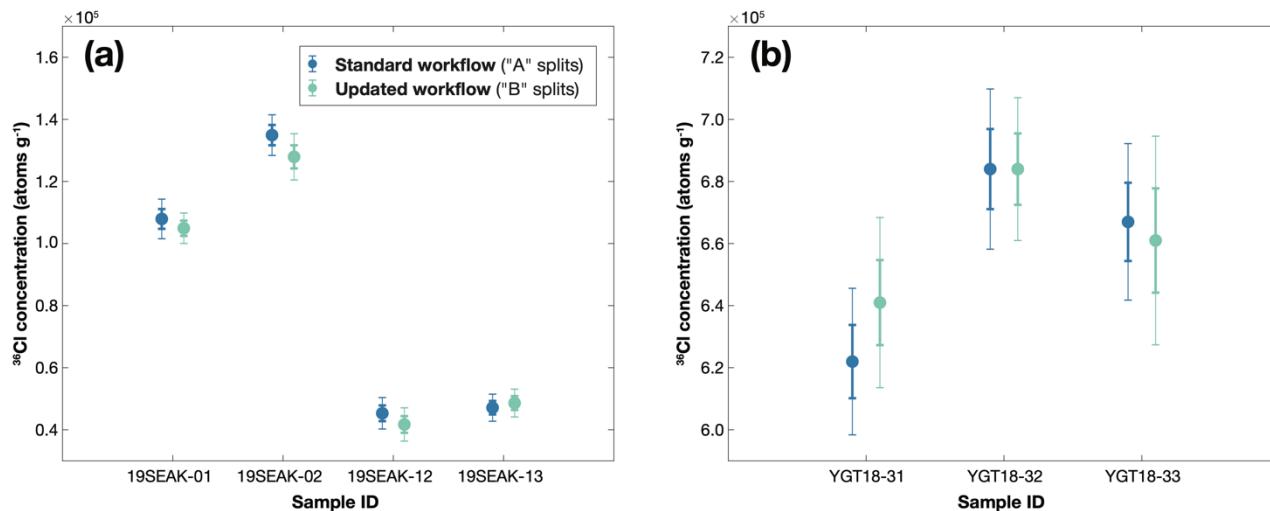 × 10⁵
(a)
1.6
1.4
1.2
1.0
0.8
0.6
0.4
³⁶Cl concentration (atoms g⁻¹)
Standard workflow ("A" splits)
Updated workflow ("B" splits)
19SEAK-01 19SEAK-02 19SEAK-12 19SEAK-13
Sample ID
× 10⁵
(b)
7.2
7.0
6.8
6.6
6.4
6.2
6.0
³⁶Cl concentration (atoms g⁻¹)
YGT18-31 YGT18-32 YGT18-33
Sample ID